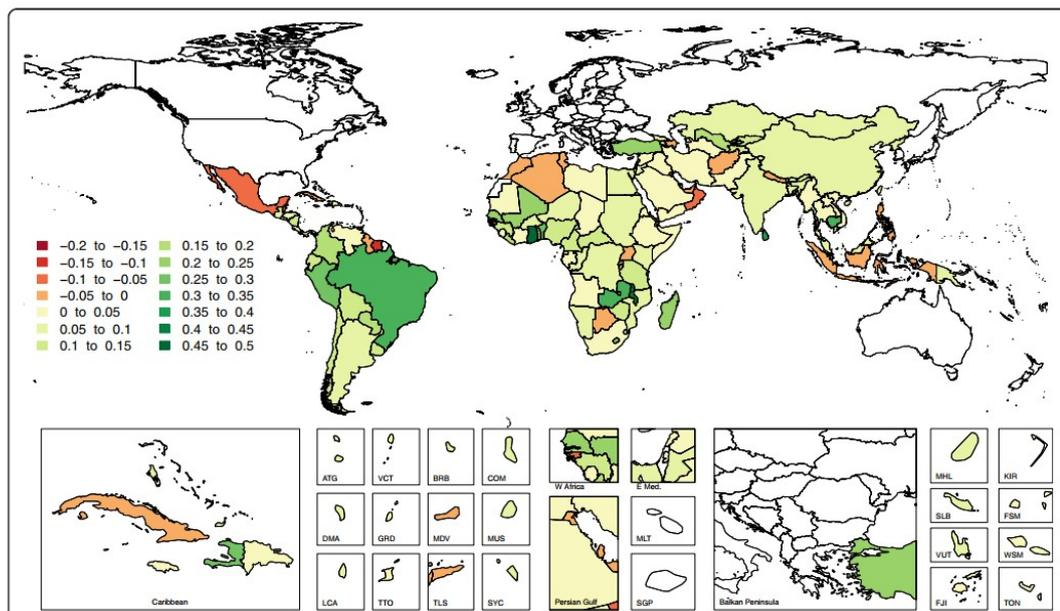 -0.2 to -0.15
-0.15 to -0.1
-0.1 to -0.05
-0.05 to 0
0 to 0.05
0.05 to 0.1
0.1 to 0.15
0.15 to 0.2
0.2 to 0.25
0.25 to 0.3
0.3 to 0.35
0.35 to 0.4
0.4 to 0.45
0.45 to 0.5
Caribbean
ATG
VCT
BRB
COM
DMA
GRD
MDV
MUS
LCA
TTO
TLS
SYC
W Africa
E Med.
Persian Gulf
MLT
SGP
Balkan Peninsula
MHL
KIR
SLB
FSM
VUT
WSM
FJI
TON